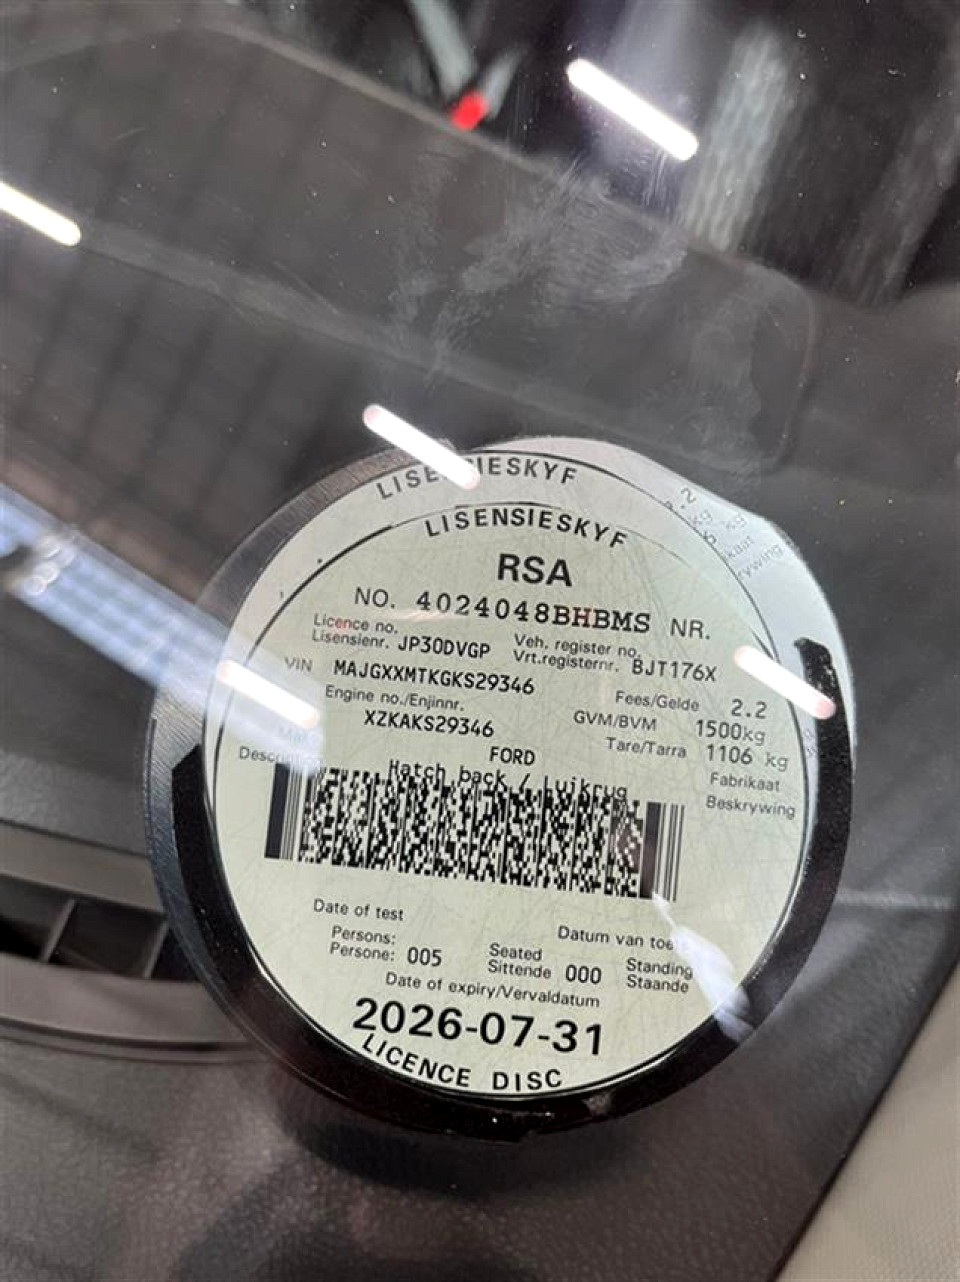 LISENSIESKYF
LISENSIESKYF
RSA
NO. 4024048BHBMS NR.
Licence no. Veh. register no.
Lisensienr. JP30DVGP Vrt.registernr. BJT176X
VIN MAJGXXMTKGKS29346
Engine no./Enjinnr. Fees/Gelde 2.2
XZKAKS29346 GVM/BVM 1500kg
Tare/Tarra 1106 kg
FORD Fabrikaat
Hatch back / Luikrug Beskrywing
Date of test Datum van
Persons: Seated Standing
Persone: 005 Sittende 000 Staande
Date of expiry/Vervaldatum
2026-07-31
LICENCE DISC